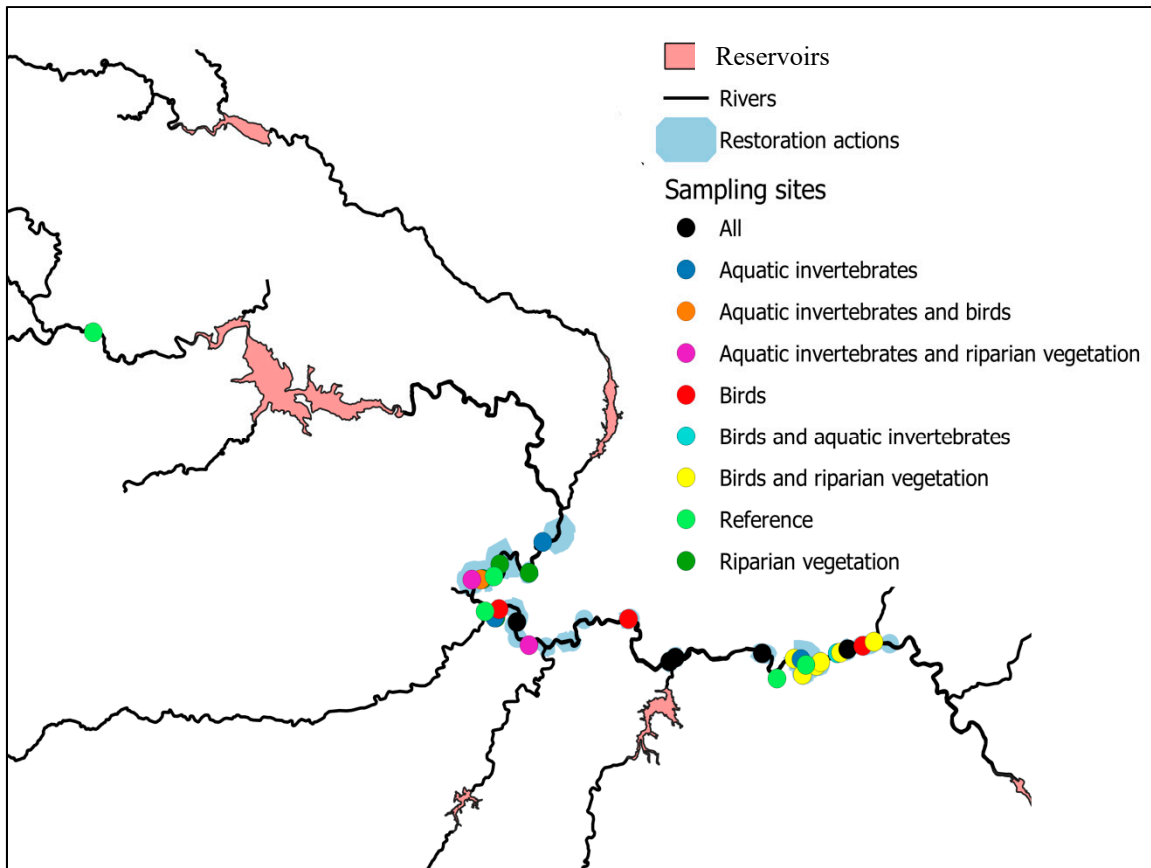 Reservoirs
Rivers
Restoration actions
Sampling sites
All
Aquatic invertebrates
Aquatic invertebrates and birds
Aquatic invertebrates and riparian vegetation
Birds
Birds and aquatic invertebrates
Birds and riparian vegetation
Reference
Riparian vegetation